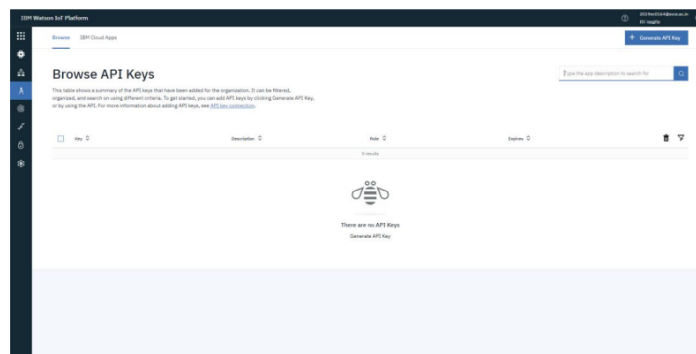 IBM Watson IoT Platform
Browse IBM Cloud Apps
+ Generate API Key
Browse API Keys
Type the app description to search for
This table shows a summary of the API keys that have been added for the organization. It can be filtered,
organized, and search on using different criteria. To get started, you can add API keys by clicking Generate API Key,
or by using the API. For more information about adding API keys, see API key connection.
Key Description Role Expires
0 results
There are no API Keys
Generate API Key